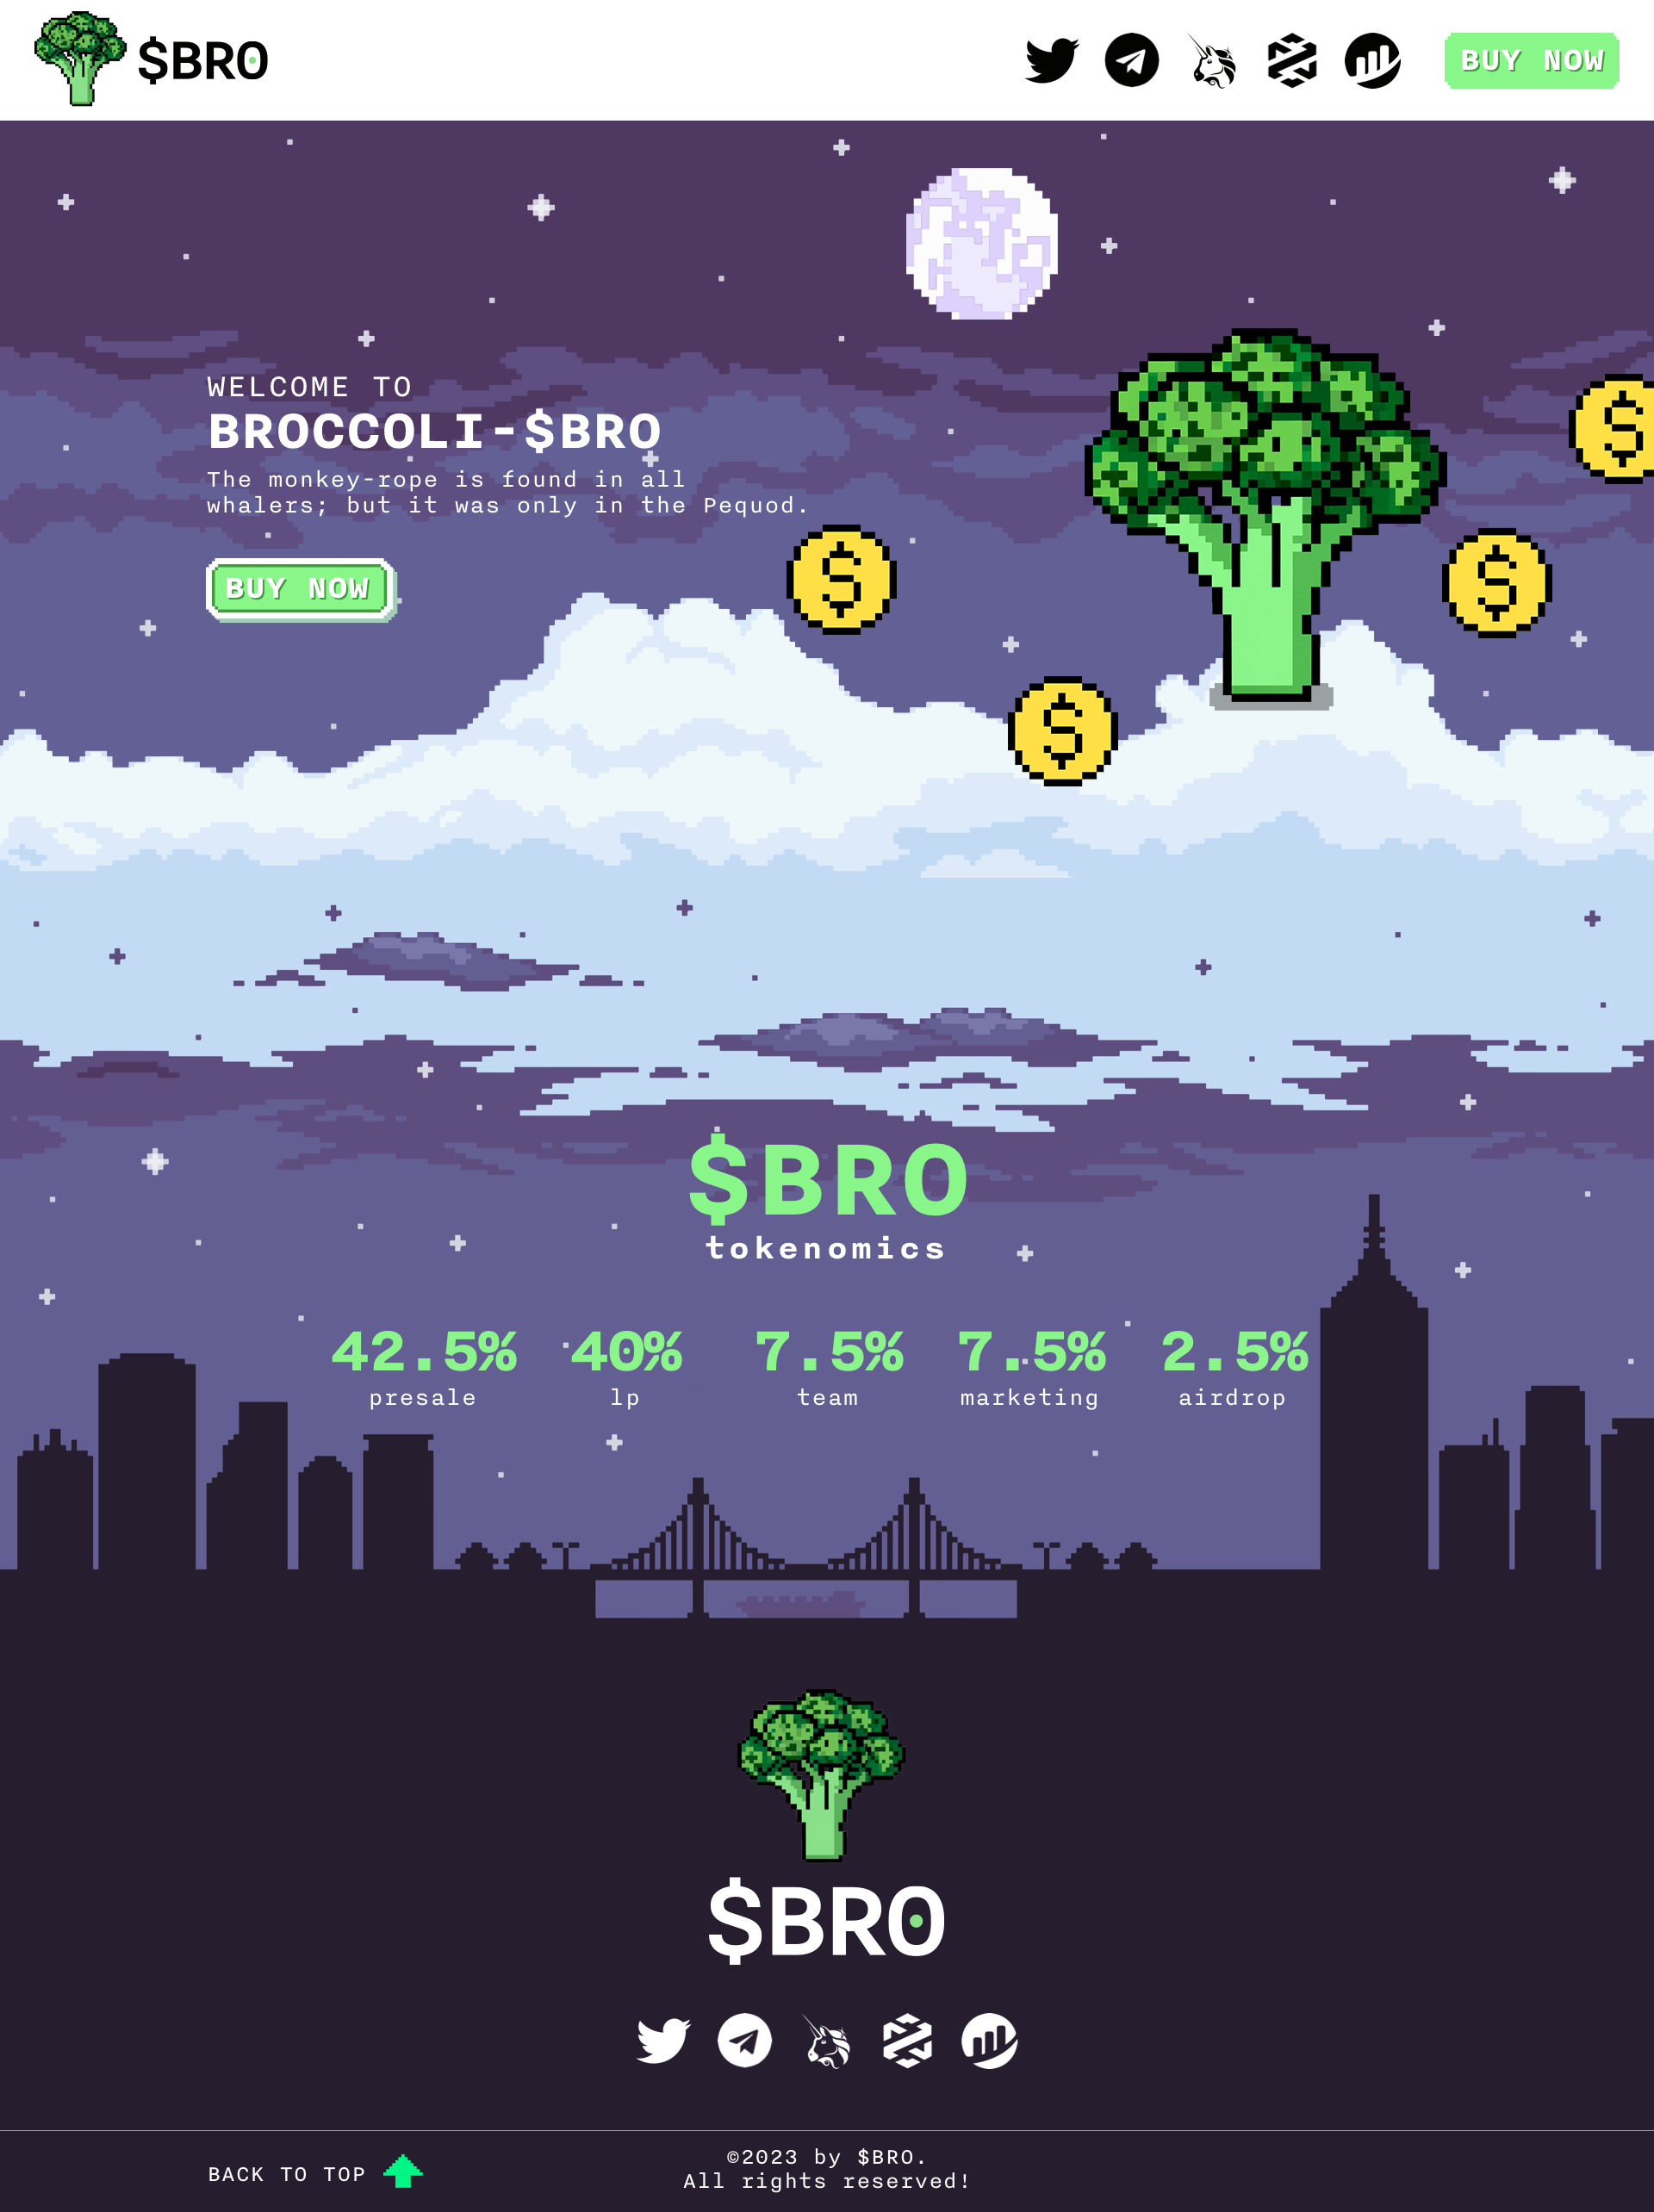 $BRO
BUY NOW
WELCOME TO
BROCCOLI-$BRO
The monkey-rope is found in all
whalers; but it was only in the Pequod.
BUY NOW
$
$
$
$
$BRO
tokenomics
42.5% 40% 7.5% 7.5% 2.5%
presale lp team marketing airdrop
$BRO
BACK TO TOP
©2023 by $BRO.
All rights reserved!